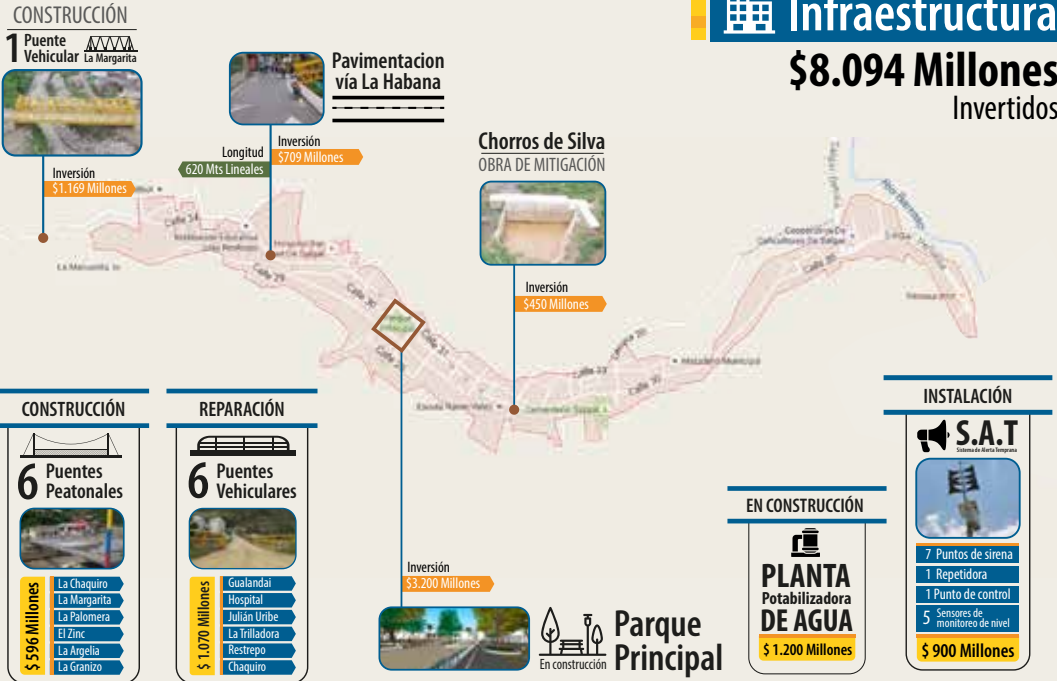 CONSTRUCCIÓN
1 Puente
Vehicular La Margarita
Inversión
$1.169 Millones
Pavimentacion
vía La Habana
Longitud
620 Mts Lineales
Inversión
$709 Millones
Infraestructura
$8.094 Millones
Invertidos
Chorros de Silva
OBRA DE MITIGACIÓN
Inversión
$450 Millones
Calle 24
Calle 29
Calle 30
Calle 31
Parque
Principal
Matadero Municipal
CONSTRUCCIÓN
6 Puentes
Peatonales
$ 596 Millones
La Chaquiro
La Margarita
La Palomera
El Zinc
La Argelia
La Granizo
REPARACIÓN
6 Puentes
Vehiculares
$ 1.070 Millones
Gualandai
Hospital
Julián Uribe
La Trilladora
Restrepo
Chaquiro
Inversión
$3.200 Millones
En construcción
Parque
Principal
EN CONSTRUCCIÓN
PLANTA
Potabilizadora
DE AGUA
$ 1.200 Millones
INSTALACIÓN
S.A.T
Sistema de Alerta Temprana
7 Puntos de sirena
1 Repetidora
1 Punto de control
5 Sensores de
monitoreo de nivel
$ 900 Millones